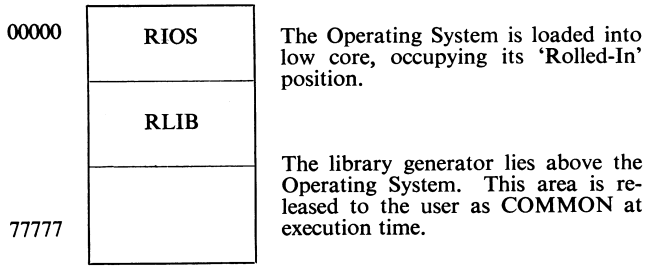 00000
RIOS
The Operating System is loaded into
low core, occupying its 'Rolled-In'
position.
RLIB
The library generator lies above the
Operating System. This area is re-
leased to the user as COMMON at
execution time.
77777